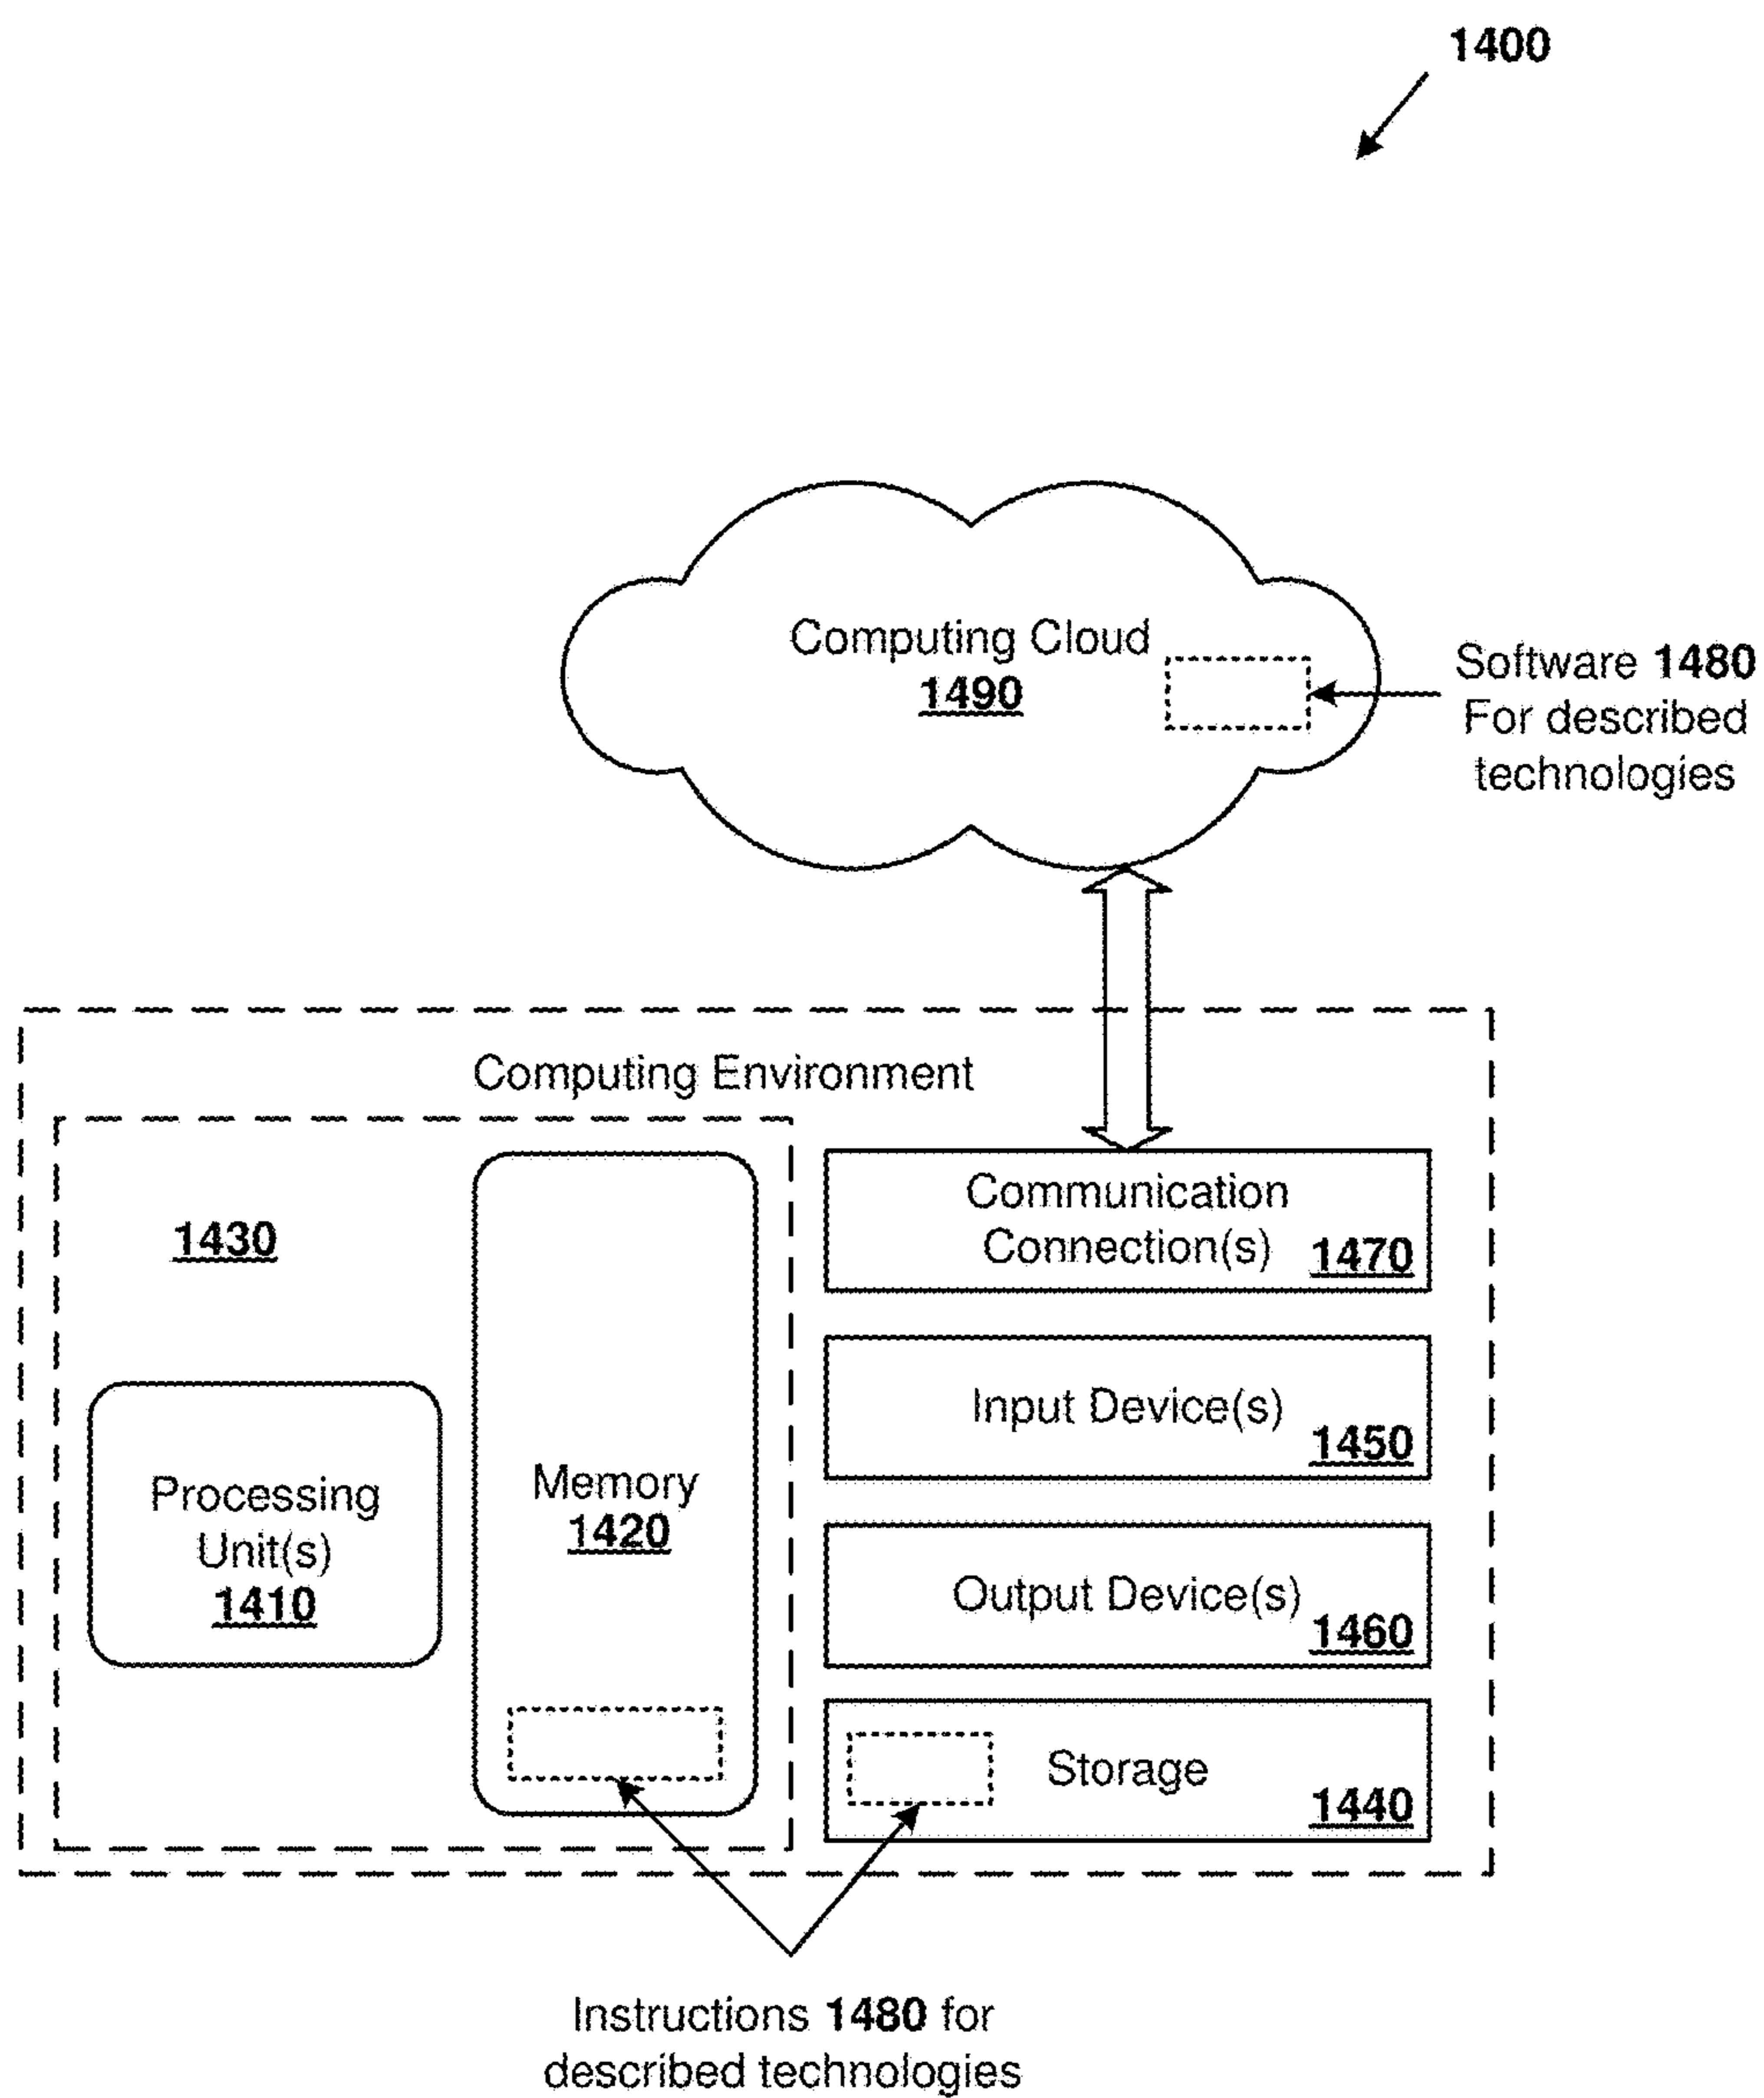 1400
Computing Cloud
1490
Software 1480
For described
technologies
Computing Environment
1430
Processing
Unit(s)
1410
Memory
1420
Communication
Connection(s)
1470
Input Device(s)
1450
Output Device(s)
1460
Storage
1440
Instructions 1480 for
described technologies